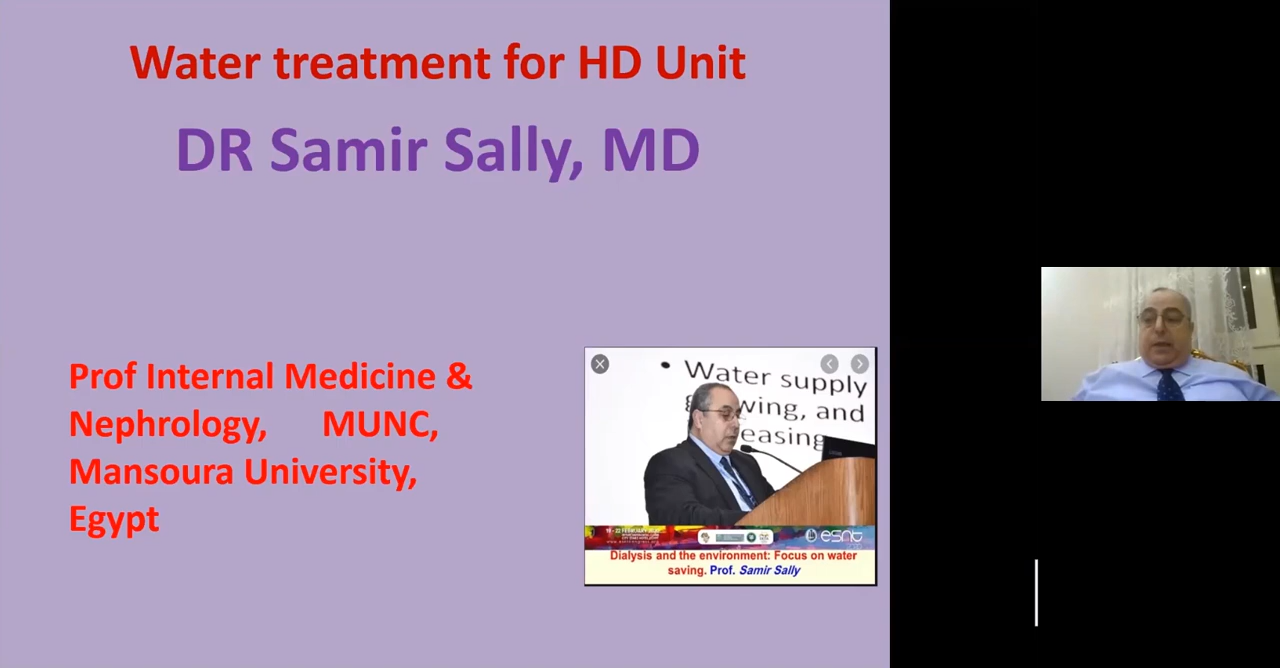 Water treatment for HD Unit
DR Samir Sally, MD
Prof Internal Medicine &
Nephrology, MUNC,
Mansoura University,
Egypt
• Water supply
wing, and
easing
esnt
Dialysis and the environment: Focus on water
saving. Prof. Samir Sally